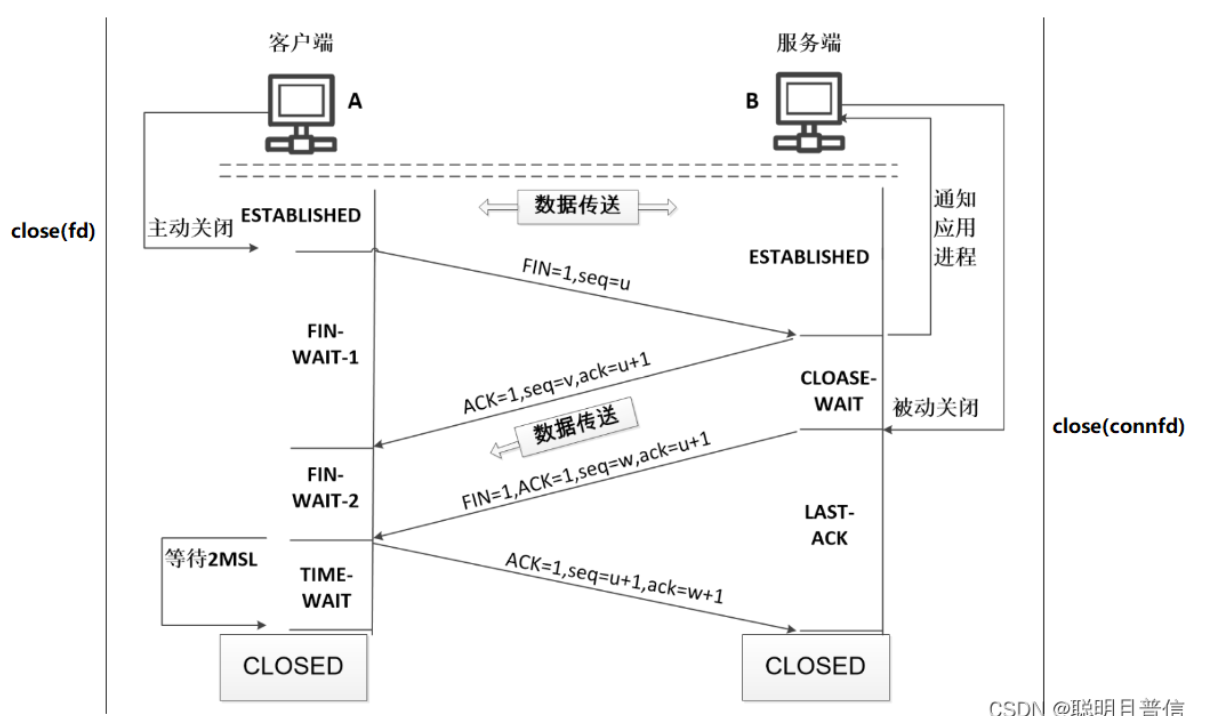 客户端
服务端
A
B
数据传送
ESTABLISHED
close(fd)
主动关闭
通知
应用
进程
ESTABLISHED
FIN=1,seq=u
FIN-
WAIT-1
ACK=1,seq=v,ack=u+1
CLOASE-
WAIT
被动关闭
close(connfd)
数据传送
FIN=1,ACK=1,seq=w,ack=u+1
FIN-
WAIT-2
LAST-
ACK
等待2MSL
TIME-
WAIT
ACK=1,seq=u+1,ack=w+1
CLOSED
CLOSED
CSDN @聪明且普信